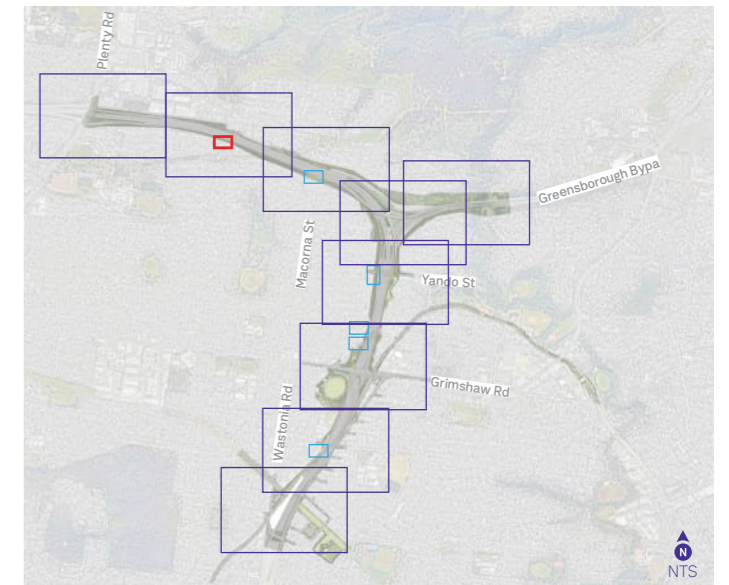 Plenty Rd
Greensborough Bypa
Macorna St
Yando St
Grimshaw Rd
Wastonia Rd
N
NTS